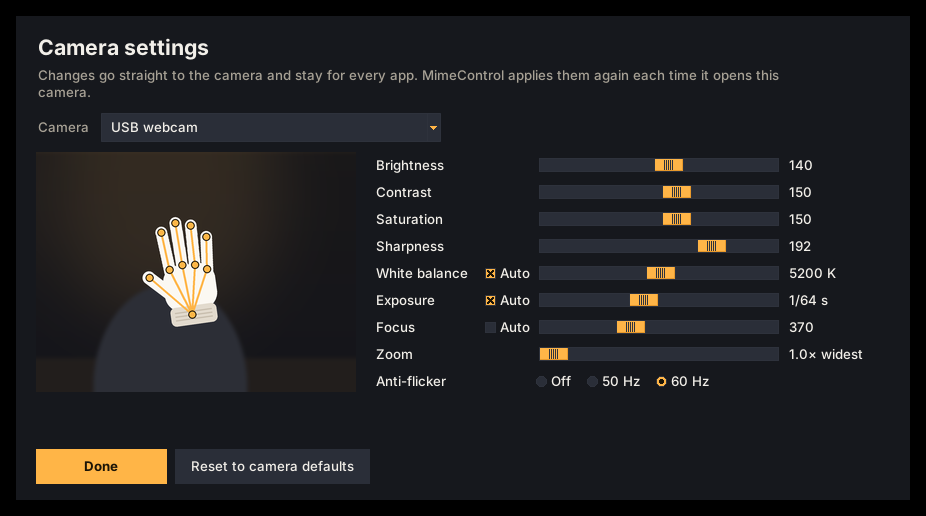 Camera settings
Changes go straight to the camera and stay for every app. MimeControl applies them again each time it opens this
camera.
Camera USB webcam
Brightness 140
Contrast 150
Saturation 150
Sharpness 192
White balance Auto 5200 K
Exposure Auto 1/64 s
Focus Auto 370
Zoom 1.0× widest
Anti-flicker Off 50 Hz 60 Hz
Done Reset to camera defaults